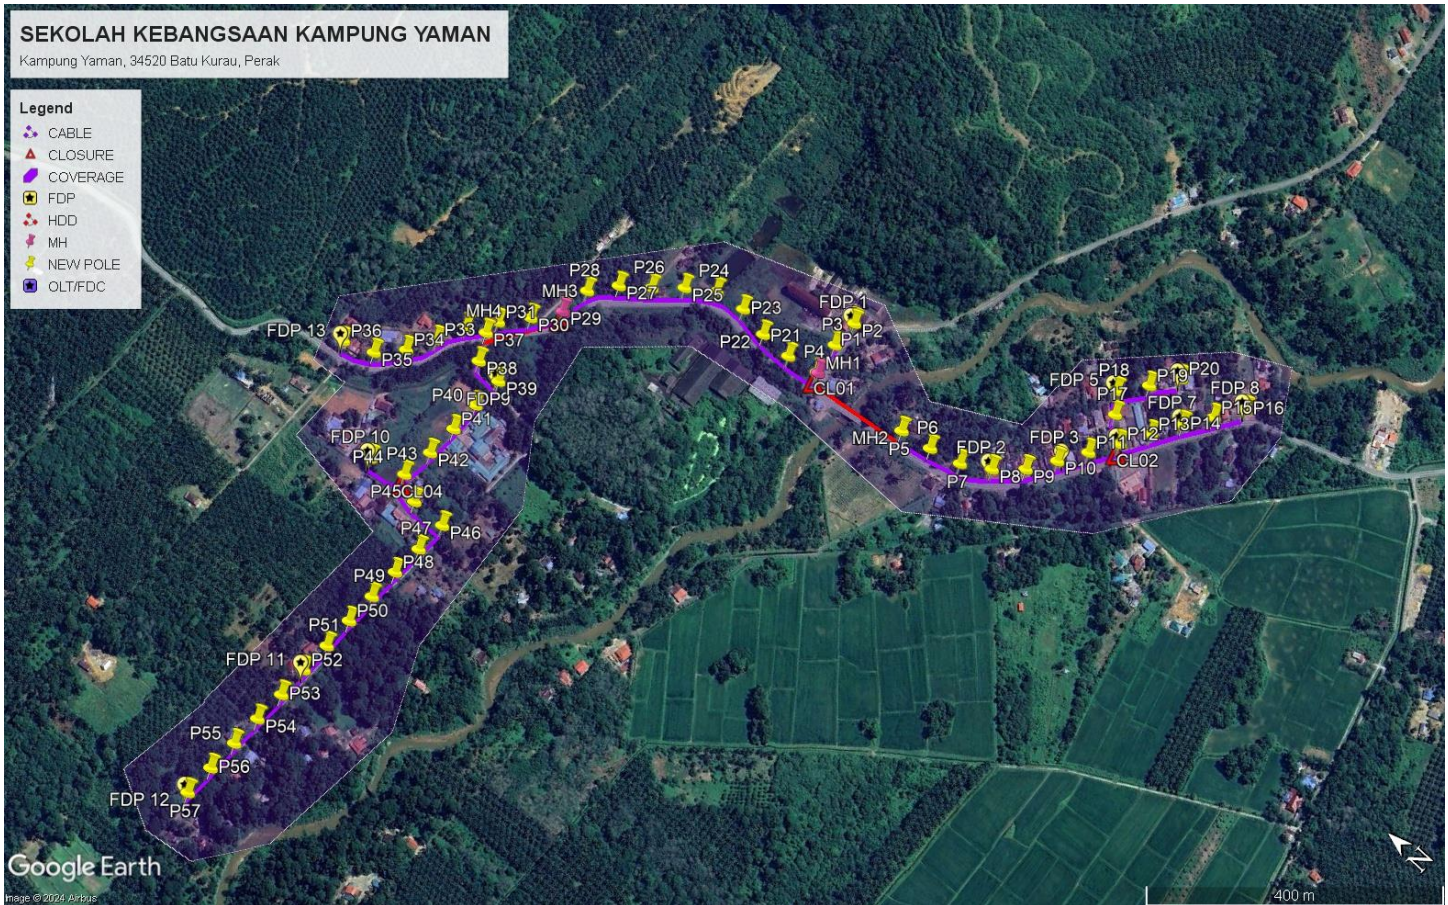 SEKOLAH KEBANGSAAN KAMPUNG YAMAN
Kampung Yaman, 34520 Batu Kurau, Perak
Legend
CABLE
CLOSURE
COVERAGE
FDP
HDD
MH
NEW POLE
OLT/FDC
P28
P26
P24
MH3
P27
P25
P23
FDP 1
FDP 13
P36
P33
MH4
P31
P30
P29
P3
P2
P34
P37
P22
P21
P1
P35
P4
MH1
P38
CL01
P39
P40
FDP9
P41
FDP 5
P18
P19
P20
P17
FDP 7
FDP 8
P15
P16
P13
P14
P12
P11
FDP 10
P43
P42
P44
MH2
P6
P5
FDP 2
FDP 3
P10
CL02
P7
P8
P9
P45
CL04
P47
P46
P48
P49
P50
P51
FDP 11
P52
P53
P54
P55
P56
FDP 12
P57
Google Earth
Image © 2024 Airbus
N
400 m